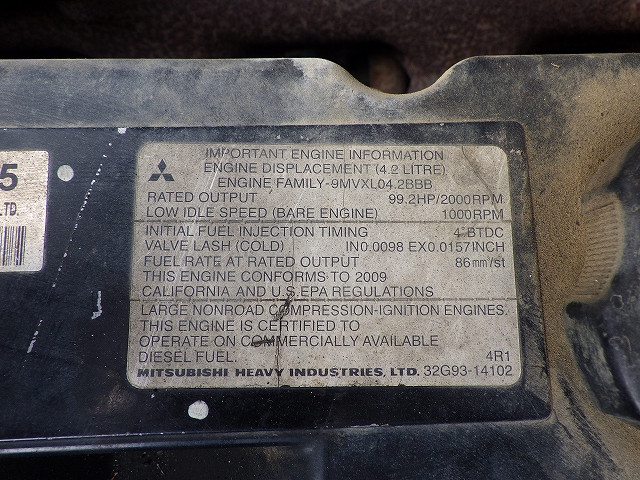 5
LTD.
IMPORTANT ENGINE INFORMATION
ENGINE DISPLACEMENT (4.2 LITRE)
ENGINE FAMILY-9MVXL04.2BBB
RATED OUTPUT 99.2HP/2000RPM
LOW IDLE SPEED (BARE ENGINE) 1000RPM
INITIAL FUEL INJECTION TIMING 4°BTDC
VALVE LASH (COLD) IN0.0098 EX0.0157INCH
FUEL RATE AT RATED OUTPUT 86mm³/st
THIS ENGINE CONFORMS TO 2009
CALIFORNIA AND U.S.EPA REGULATIONS
LARGE NONROAD COMPRESSION-IGNITION ENGINES.
THIS ENGINE IS CERTIFIED TO
OPERATE ON COMMERCIALLY AVAILABLE
DIESEL FUEL. 4R1
MITSUBISHI HEAVY INDUSTRIES, LTD. 32G93-14102